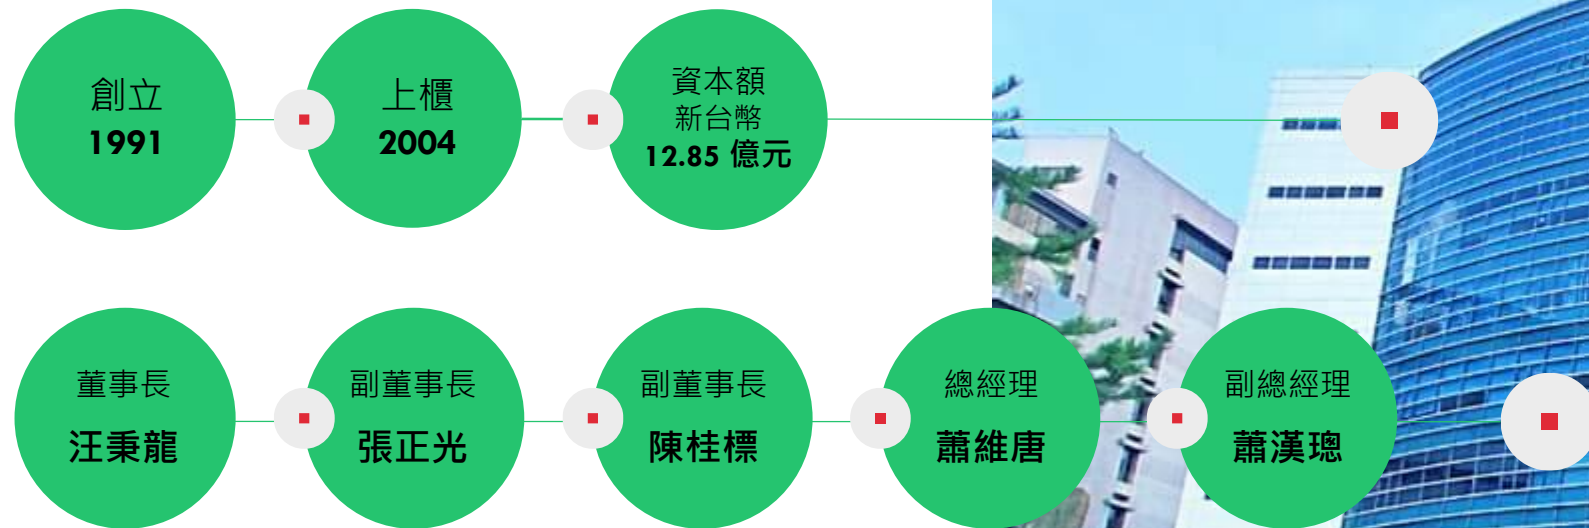 創立
1991
上櫃
2004
資本額
新台幣
12.85 億元
董事長
汪秉龍
副董事長
張正光
副董事長
陳桂標
總經理
蕭維唐
副總經理
蕭漢璁